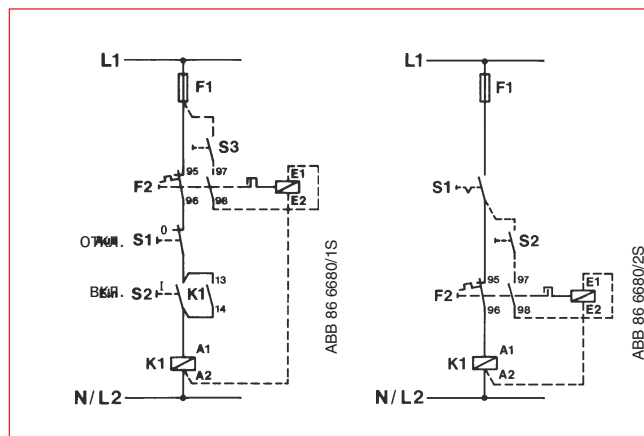 L1
F1
S3
95
97
F2
96
98
E1
E2
0
ОТКЛ. S1
I
ВКЛ. S2
K1
13
14
K1
A1
A2
N/L2
ABB 86 6680/1S
L1
F1
S1
S2
95
97
F2
96
98
E1
E2
K1
A1
A2
N/L2
ABB 86 6680/2S